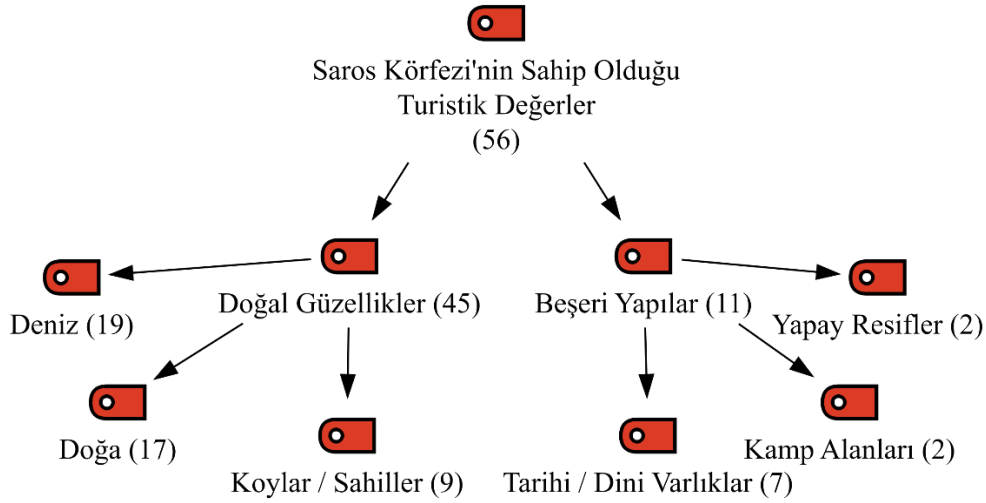 Saros Körfezi'nin Sahip Olduğu
Turistik Değerler
(56)
Doğal Güzellikler (45)
Beşeri Yapılar (11)
Deniz (19)
Yapay Resifler (2)
Doğa (17)
Koylar / Sahiller (9)
Tarihi / Dini Varlıklar (7)
Kamp Alanları (2)